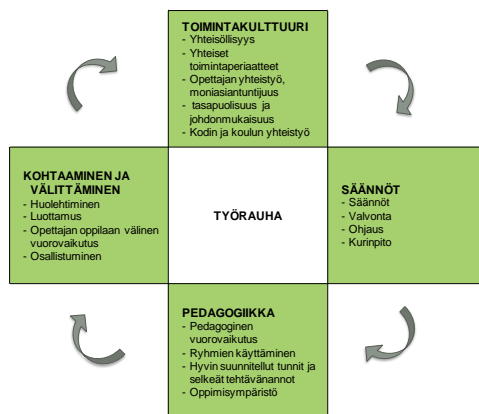 TOIMINTAKULTTUURI
- Yhteisöllisyys
- Yhteiset
toimintaperiaatteet
- Opettajan yhteistyö,
moniasiantuntijuus
- tasapuolisuus ja
johdonmukaisuus
- Kodin ja koulun yhteistyö
KOHTAAMINEN JA
VÄLITTÄMINEN
- Huolehtiminen
- Luottamus
- Opettajan oppilaan välinen
vuorovaikutus
- Osallistuminen
TYÖRAUHA
SÄÄNNÖT
- Säännöt
- Valvonta
- Ohjaus
- Kurinpito
PEDAGOGIIKKA
- Pedagoginen
vuorovaikutus
- Ryhmien käyttäminen
- Hyvin suunnitellut tunnit ja
selkeät tehtävänannot
- Oppimisympäristö